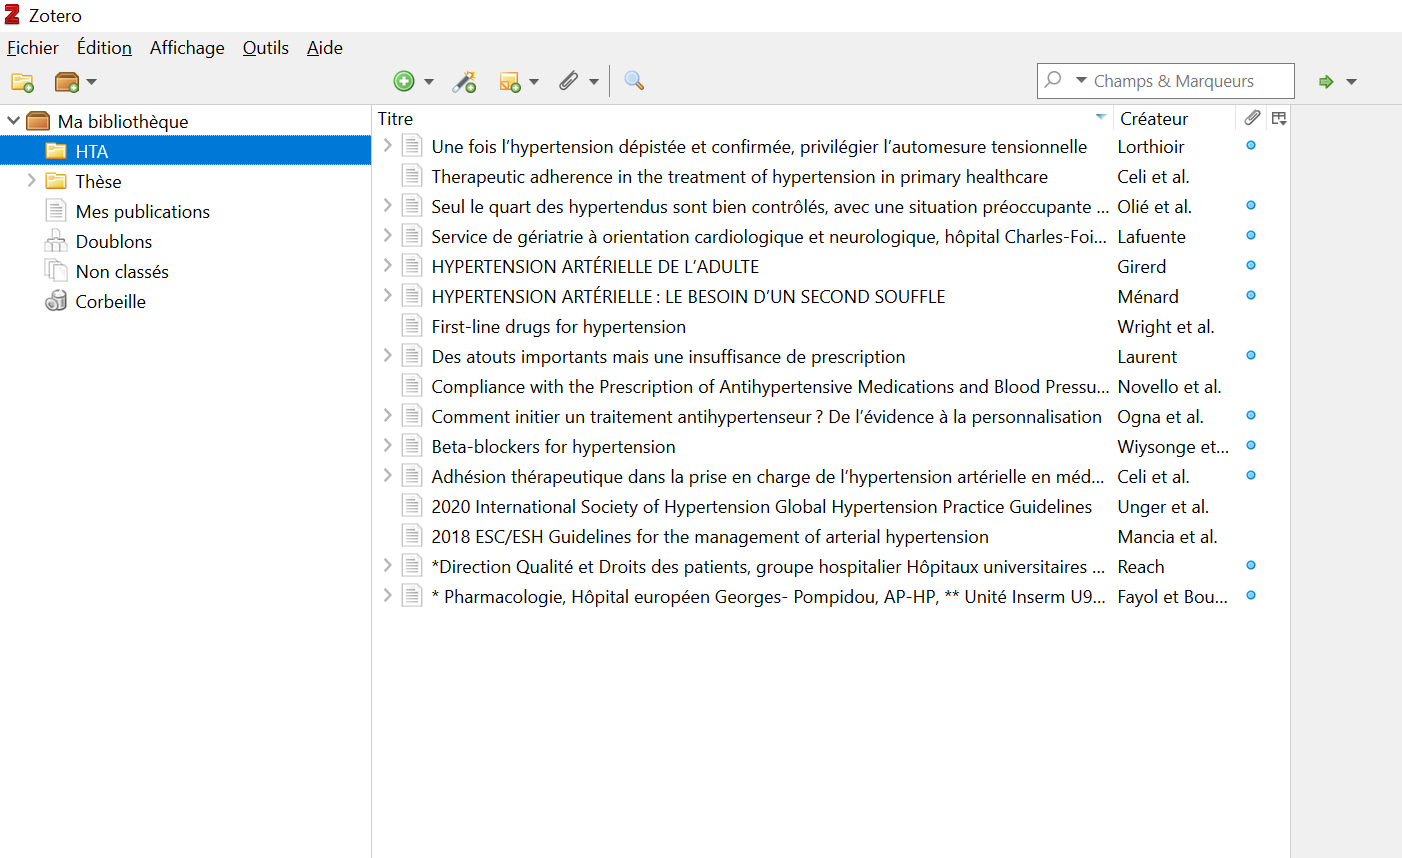 Zotero
Fichier Édition Affichage Outils Aide
Champs & Marqueurs
Ma bibliothèque
HTA
Thèse
Mes publications
Doublons
Non classés
Corbeille
Titre Créateur
Une fois l’hypertension dépistée et confirmée, privilégier l’automesure tensionnelle Lorthioir
Therapeutic adherence in the treatment of hypertension in primary healthcare Celi et al.
Seul le quart des hypertendus sont bien contrôlés, avec une situation préoccupante ... Olié et al.
Service de gériatrie à orientation cardiologique et neurologique, hôpital Charles-Foi... Lafuente
HYPERTENSION ARTÉRIELLE DE L’ADULTE Girerd
HYPERTENSION ARTÉRIELLE : LE BESOIN D’UN SECOND SOUFFLE Ménard
First-line drugs for hypertension Wright et al.
Des atouts importants mais une insuffisance de prescription Laurent
Compliance with the Prescription of Antihypertensive Medications and Blood Pressu... Novello et al.
Comment initier un traitement antihypertenseur ? De l’évidence à la personnalisation Ogna et al.
Beta-blockers for hypertension Wiysonge et...
Adhésion thérapeutique dans la prise en charge de l’hypertension artérielle en méd... Celi et al.
2020 International Society of Hypertension Global Hypertension Practice Guidelines Unger et al.
2018 ESC/ESH Guidelines for the management of arterial hypertension Mancia et al.
*Direction Qualité et Droits des patients, groupe hospitalier Hôpitaux universitaires ... Reach
* Pharmacologie, Hôpital européen Georges- Pompidou, AP-HP, ** Unité Inserm U9... Fayol et Bou...